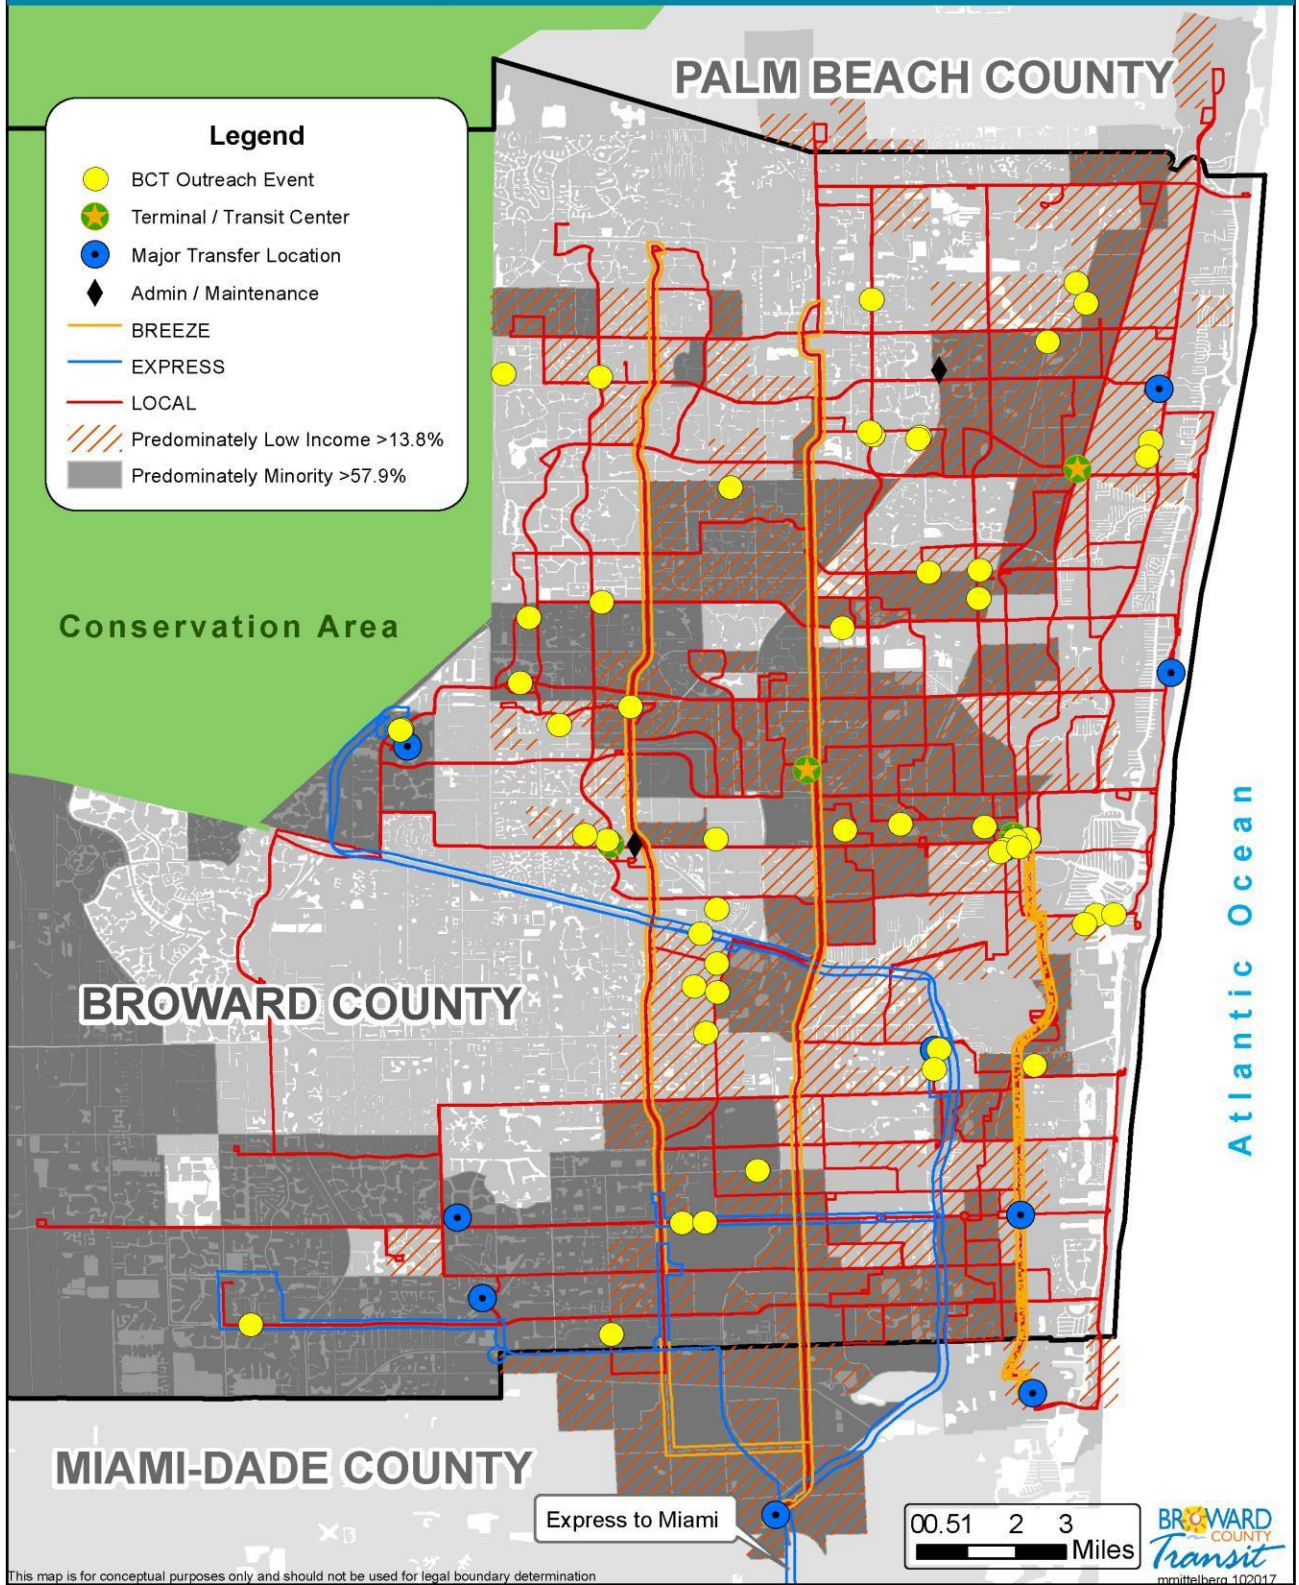 PALM BEACH COUNTY
Legend
BCT Outreach Event
Terminal / Transit Center
Major Transfer Location
Admin / Maintenance
BREEZE
EXPRESS
LOCAL
Predominately Low Income >13.8%
Predominately Minority >57.9%
Conservation Area
Atlantic Ocean
BROWARD COUNTY
MIAMI-DADE COUNTY
Express to Miami
00.51 2 3
Miles
BROWARD
COUNTY
Transit
This map is for conceptual purposes only and should not be used for legal boundary determination
mmittelberg 102017